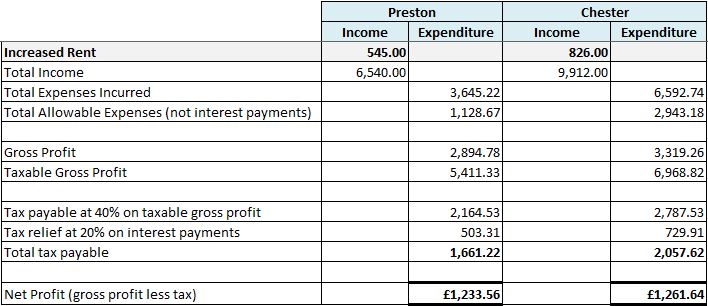 Preston Chester
Income Expenditure Income Expenditure
Increased Rent 545.00 826.00
Total Income 6,540.00 9,912.00
Total Expenses Incurred 3,645.22 6,592.74
Total Allowable Expenses (not interest payments) 1,128.67 2,943.18
Gross Profit 2,894.78 3,319.26
Taxable Gross Profit 5,411.33 6,968.82
Tax payable at 40% on taxable gross profit 2,164.53 2,787.53
Tax relief at 20% on interest payments 503.31 729.91
Total tax payable 1,661.22 2,057.62
Net Profit (gross profit less tax) £1,233.56 £1,261.64